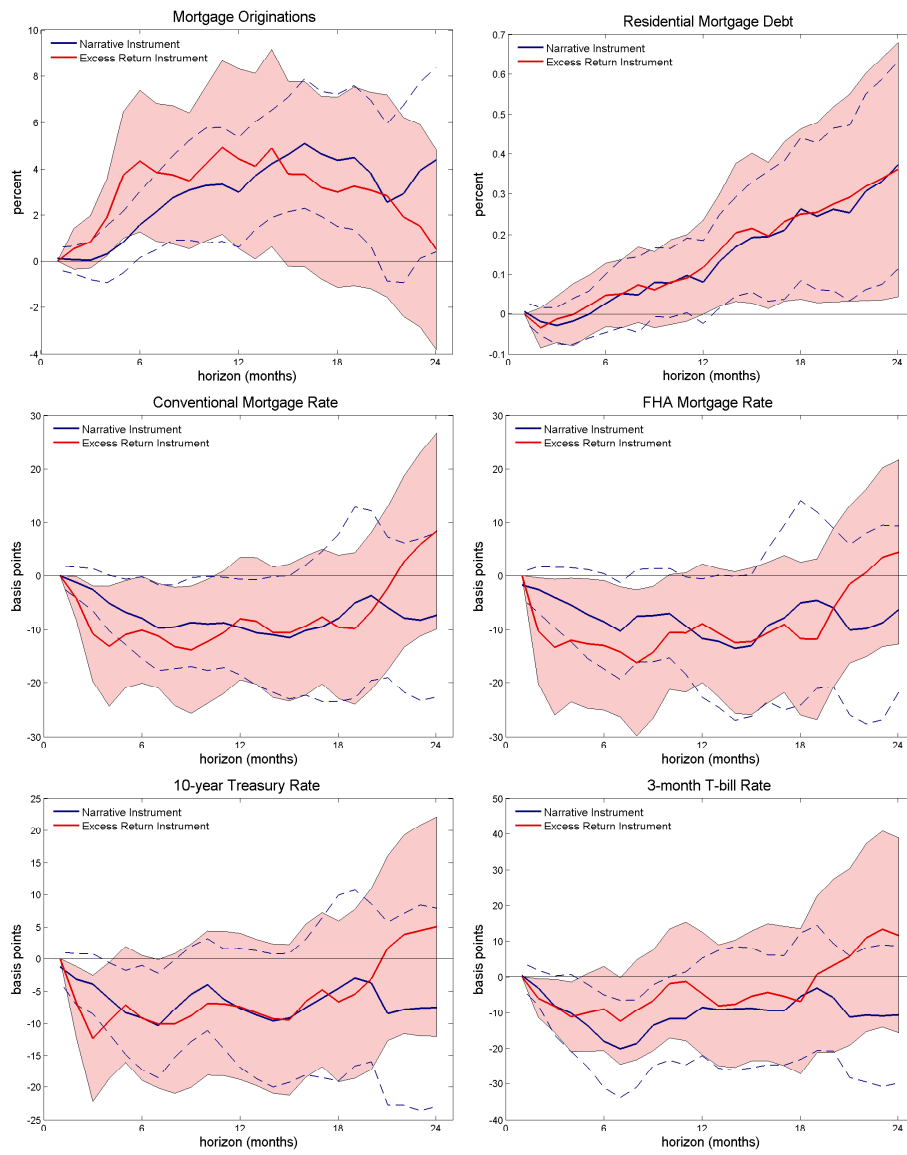 Mortgage Originations
Narrative Instrument
Excess Return Instrument
10
8
6
4
2
0
-2
-4
percent
0
6
12
18
24
horizon (months)
Residential Mortgage Debt
Narrative Instrument
Excess Return Instrument
0.7
0.6
0.5
0.4
0.3
0.2
0.1
0
-0.1
percent
0
6
12
18
24
horizon (months)
Conventional Mortgage Rate
Narrative Instrument
Excess Return Instrument
30
20
10
0
-10
-20
-30
basis points
0
6
12
18
24
horizon (months)
FHA Mortgage Rate
Narrative Instrument
Excess Return Instrument
30
20
10
0
-10
-20
-30
basis points
0
6
12
18
24
horizon (months)
10-year Treasury Rate
Narrative Instrument
Excess Return Instrument
25
20
15
10
5
0
-5
-10
-15
-20
-25
basis points
0
6
12
18
24
horizon (months)
3-month T-bill Rate
Narrative Instrument
Excess Return Instrument
50
40
30
20
10
0
-10
-20
-30
-40
basis points
0
6
12
18
24
horizon (months)